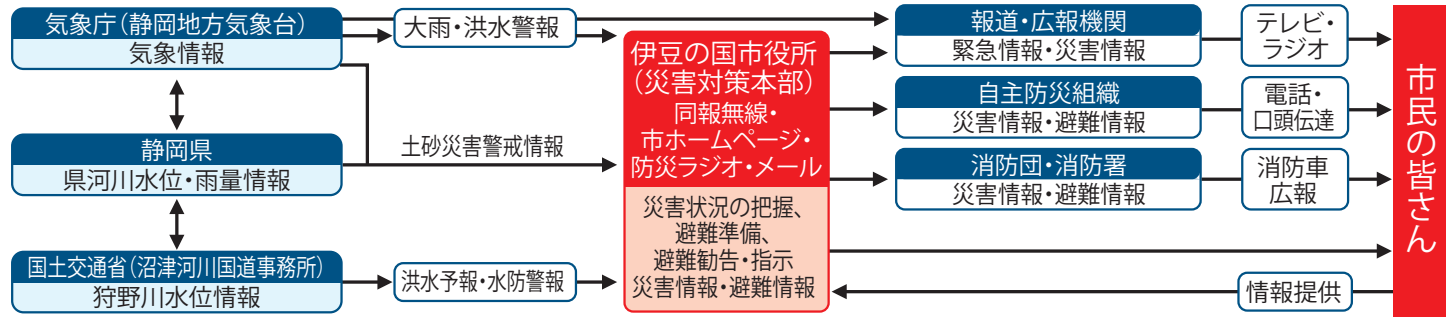 気象庁（静岡地方気象台）
気象情報
静岡県
県河川水位・雨量情報
国土交通省（沼津河川国道事務所）
狩野川水位情報
大雨・洪水警報
土砂災害警戒情報
洪水予報・水防警報
伊豆の国市役所
（災害対策本部）
同報無線・
市ホームページ・
防災ラジオ・メール
災害状況の把握、
避難準備、
避難勧告・指示
災害情報・避難情報
報道・広報機関
緊急情報・災害情報
自主防災組織
災害情報・避難情報
消防団・消防署
災害情報・避難情報
テレビ・
ラジオ
電話・
口頭伝達
消防車
広報
情報提供
市民の皆さん